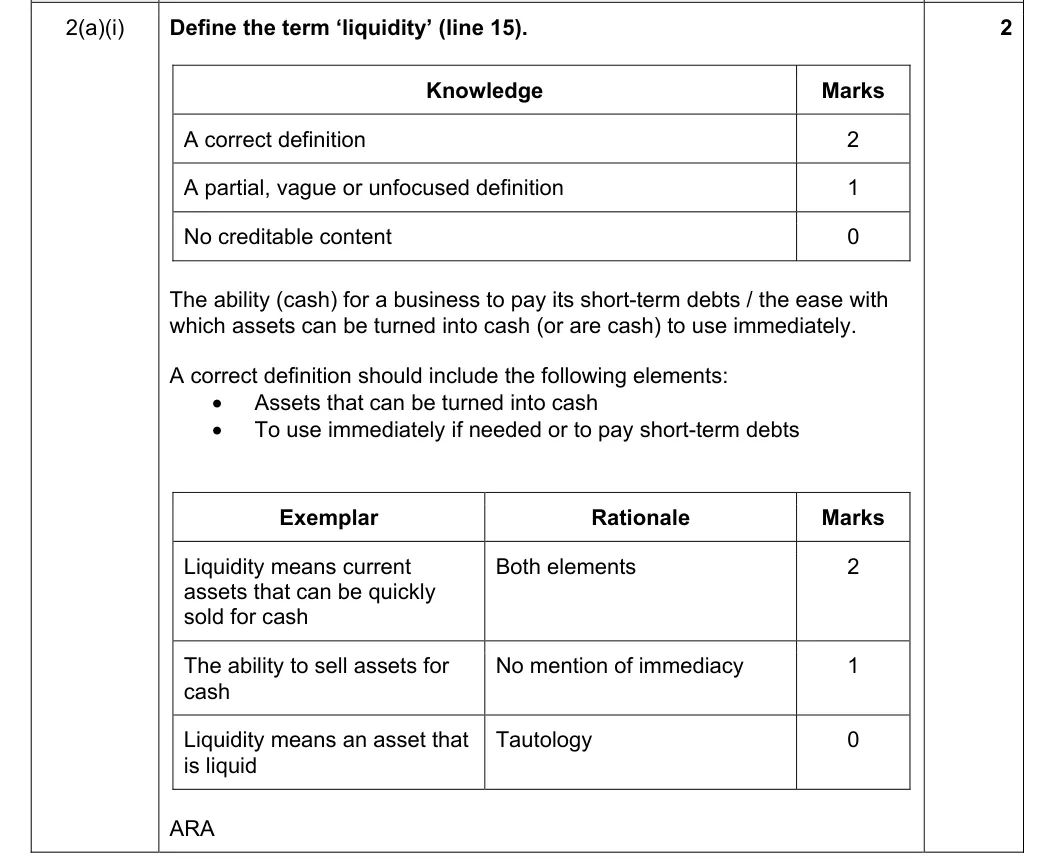 2(a)(i) Define the term ‘liquidity’ (line 15). 2
Knowledge Marks
A correct definition 2
A partial, vague or unfocused definition 1
No creditable content 0
The ability (cash) for a business to pay its short-term debts / the ease with
which assets can be turned into cash (or are cash) to use immediately.
A correct definition should include the following elements:
• Assets that can be turned into cash
• To use immediately if needed or to pay short-term debts
Exemplar Rationale Marks
Liquidity means current
assets that can be quickly
sold for cash
Both elements 2
The ability to sell assets for
cash
No mention of immediacy 1
Liquidity means an asset that
is liquid
Tautology 0
ARA